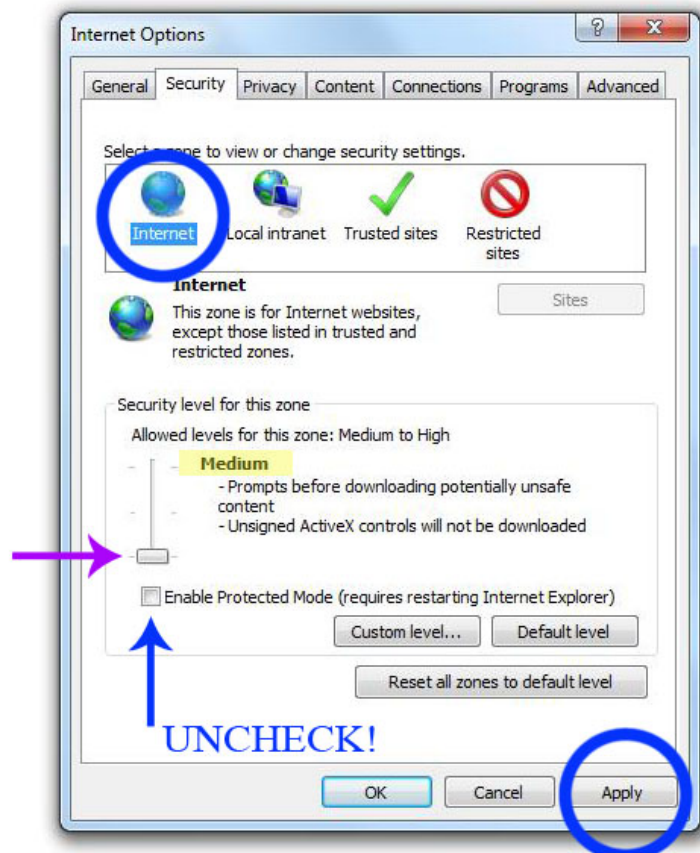 Internet Options
General Security Privacy Content Connections Programs Advanced
Select a zone to view or change security settings.
Internet Local intranet Trusted sites Restricted
sites
Internet
This zone is for Internet websites,
except those listed in trusted and
restricted zones.
Sites
Security level for this zone
Allowed levels for this zone: Medium to High
Medium
- Prompts before downloading potentially unsafe
content
- Unsigned ActiveX controls will not be downloaded
Enable Protected Mode (requires restarting Internet Explorer)
Custom level... Default level
Reset all zones to default level
UNCHECK!
OK Cancel Apply